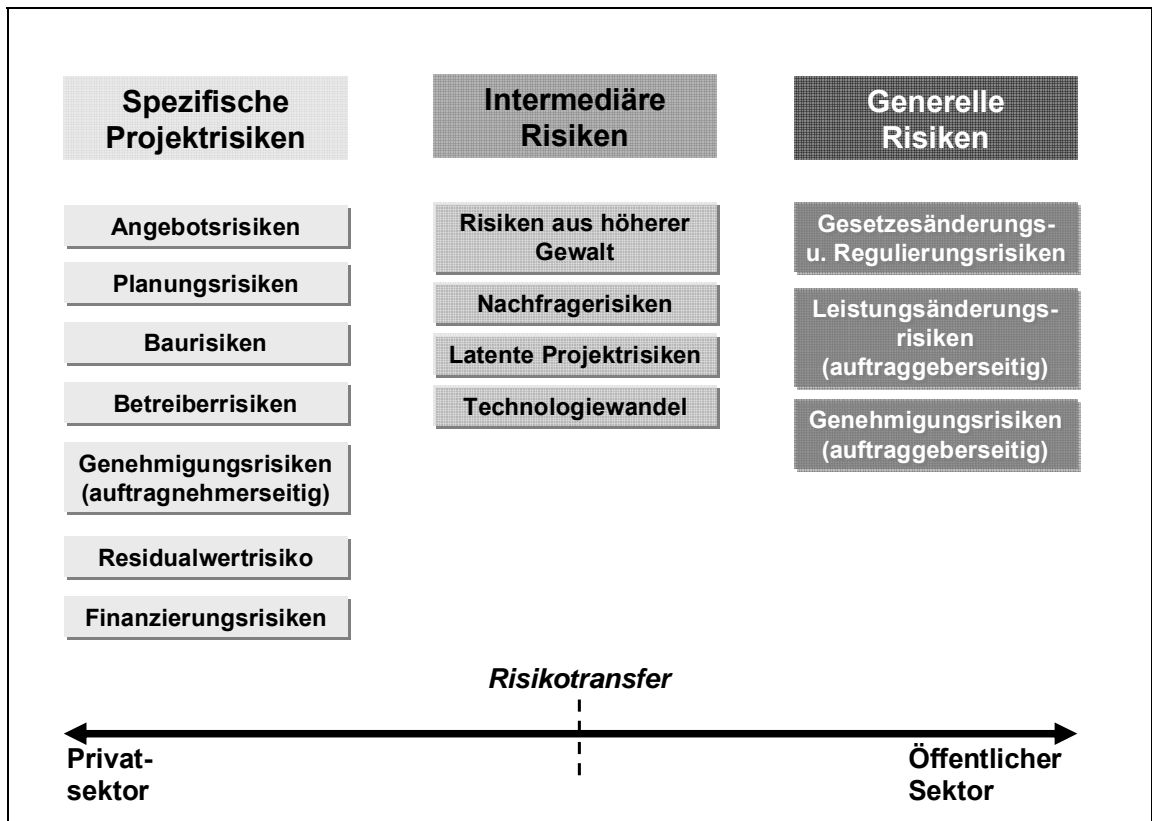 Spezifische
Projektrisiken
Angebotsrisiken
Planungsrisiken
Baurisiken
Betreiberrisiken
Genehmigungsrisiken
(auftragnehmerseitig)
Residualwertrisiko
Finanzierungsrisiken
Intermediäre
Risiken
Risiken aus höherer
Gewalt
Nachfragerisiken
Latente Projektrisiken
Technologiewandel
Generelle
Risiken
Gesetzesänderungs-
u. Regulierungsrisiken
Leistungsänderungs-
risiken
(auftraggeberseitig)
Genehmigungsrisiken
(auftraggeberseitig)
Risikotransfer
Privat-
sektor
Öffentlicher
Sektor